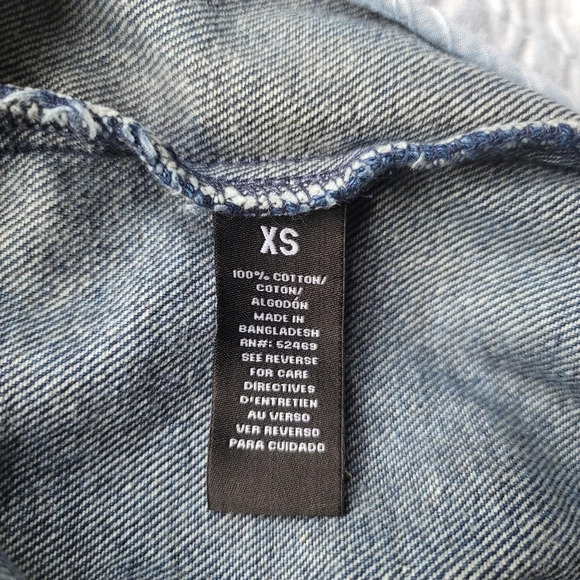 XS
100% COTTON/
COTON/
ALGODÓN
MADE IN
BANGLADESH
RN#: 52469
SEE REVERSE
FOR CARE
DIRECTIVES
D'ENTRETIEN
AU VERSO
VER REVERSO
PARA CUIDADO